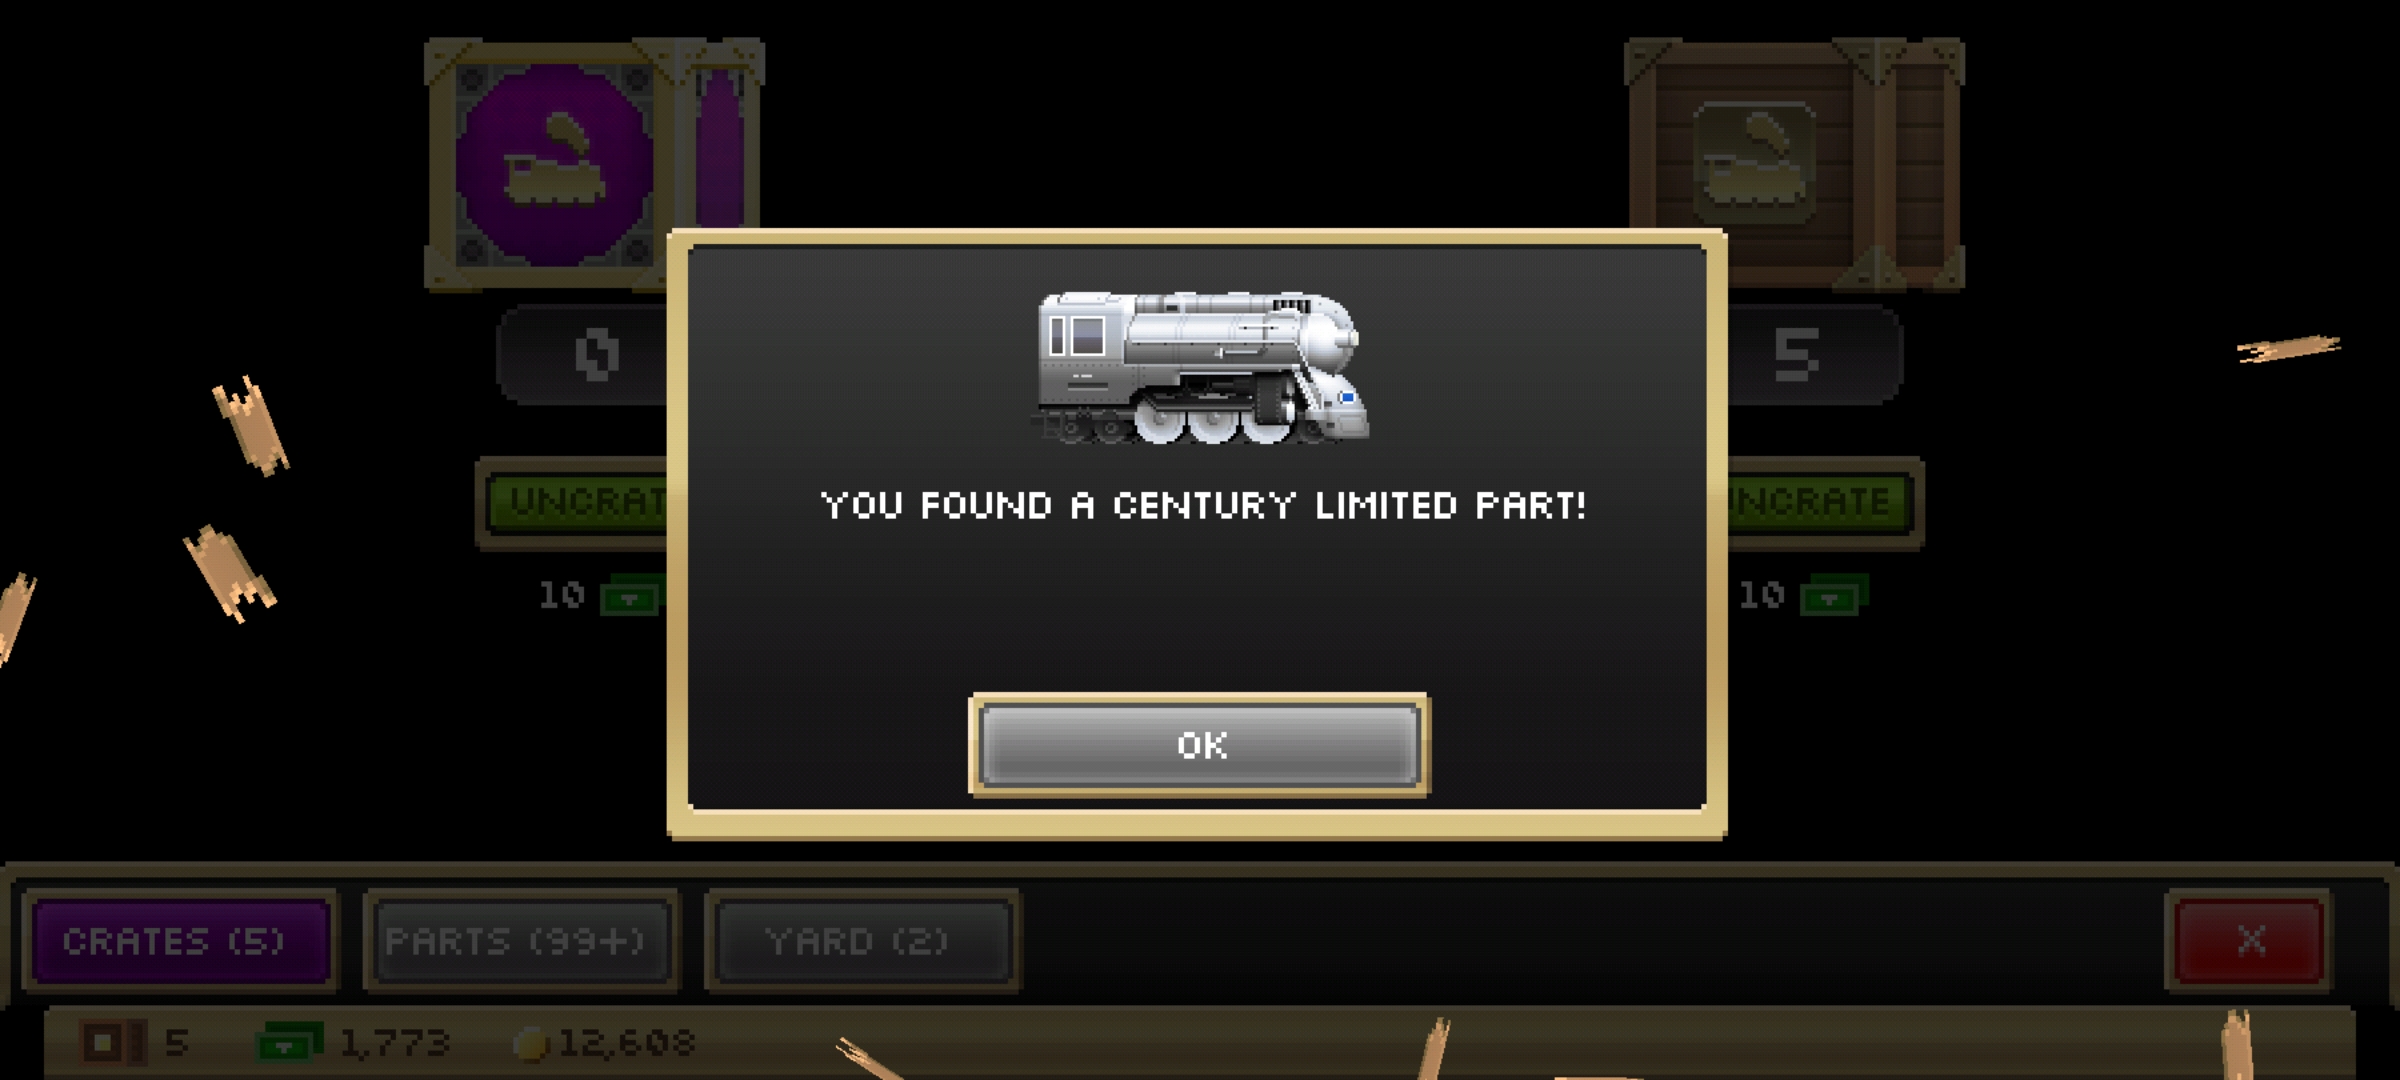 0
5
UNCRAT
NCRATE
10
10
YOU FOUND A CENTURY LIMITED PART!
OK
CRATES (5)
PARTS (99+)
YARD (2)
X
5
1,773
12,608